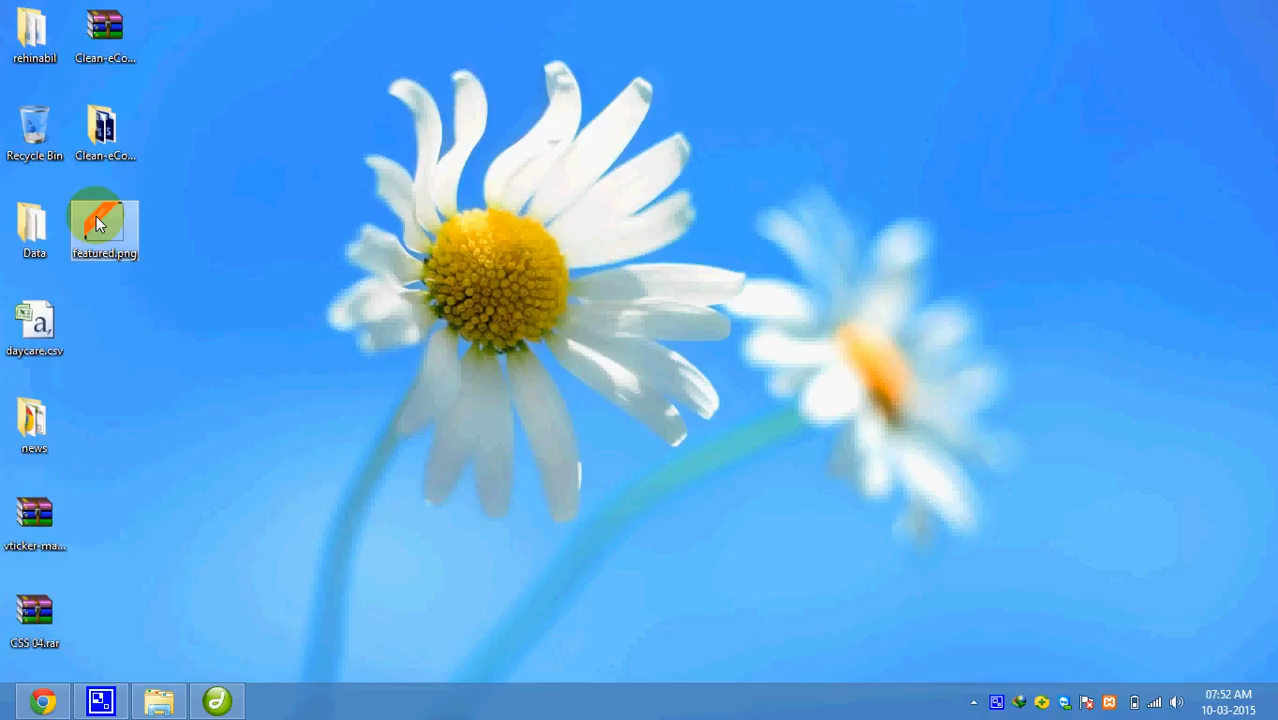 rehinabil
Clean-eCo...
Recycle Bin
Clean-eCo...
Data
featured.png
daycare.csv
news
vticker-ma...
CSS 04.rar
07:52 AM
10-03-2015